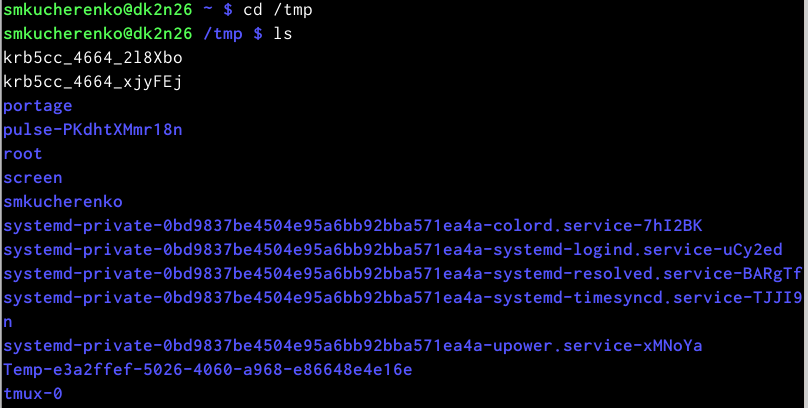 smkucherenko@dk2n26 ~ $ cd /tmp
smkucherenko@dk2n26 /tmp $ ls
krb5cc_4664_2l8Xbo
krb5cc_4664_xjyFEj
portage
pulse-PKdhtXMmr18n
root
screen
smkucherenko
systemd-private-0bd9837be4504e95a6bb92bba571ea4a-colord.service-7hI2BK
systemd-private-0bd9837be4504e95a6bb92bba571ea4a-systemd-logind.service-uCy2ed
systemd-private-0bd9837be4504e95a6bb92bba571ea4a-systemd-resolved.service-BARgTf
systemd-private-0bd9837be4504e95a6bb92bba571ea4a-systemd-timesyncd.service-TJJI9
n
systemd-private-0bd9837be4504e95a6bb92bba571ea4a-upower.service-xMNoYa
Temp-e3a2ffef-5026-4060-a968-e86648e4e16e
tmux-0